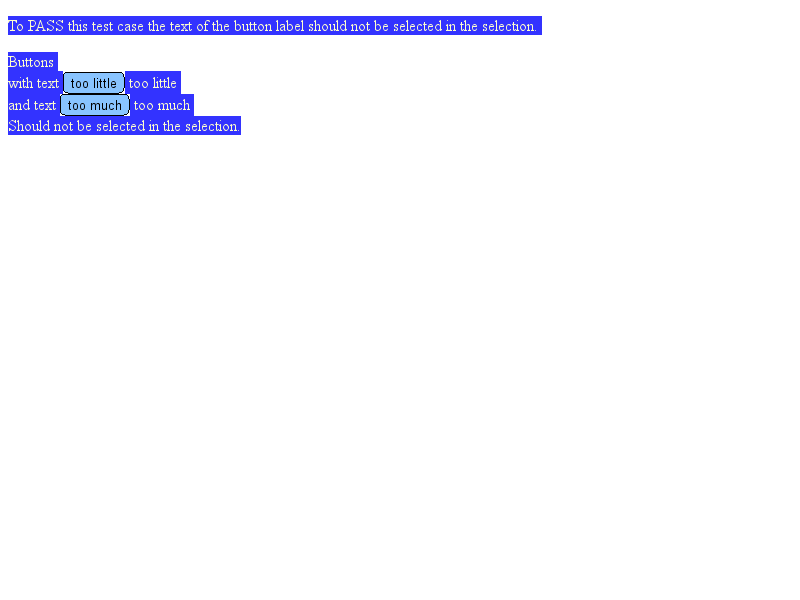 To PASS this test case the text of the button label should not be selected in the selection.
Buttons
with text too little too little
and text too much too much
Should not be selected in the selection.